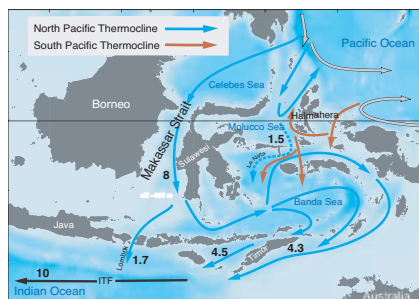 North Pacific Thermocline
South Pacific Thermocline
Pacific Ocean
Celebes Sea
Borneo
Makassar Strait
Halmahera
Molucco Sea
1.5
Sulawesi
8
Banda Sea
Java
Lombok
1.7
4.5
Timor
4.3
10
ITF
Indian Ocean
Australia